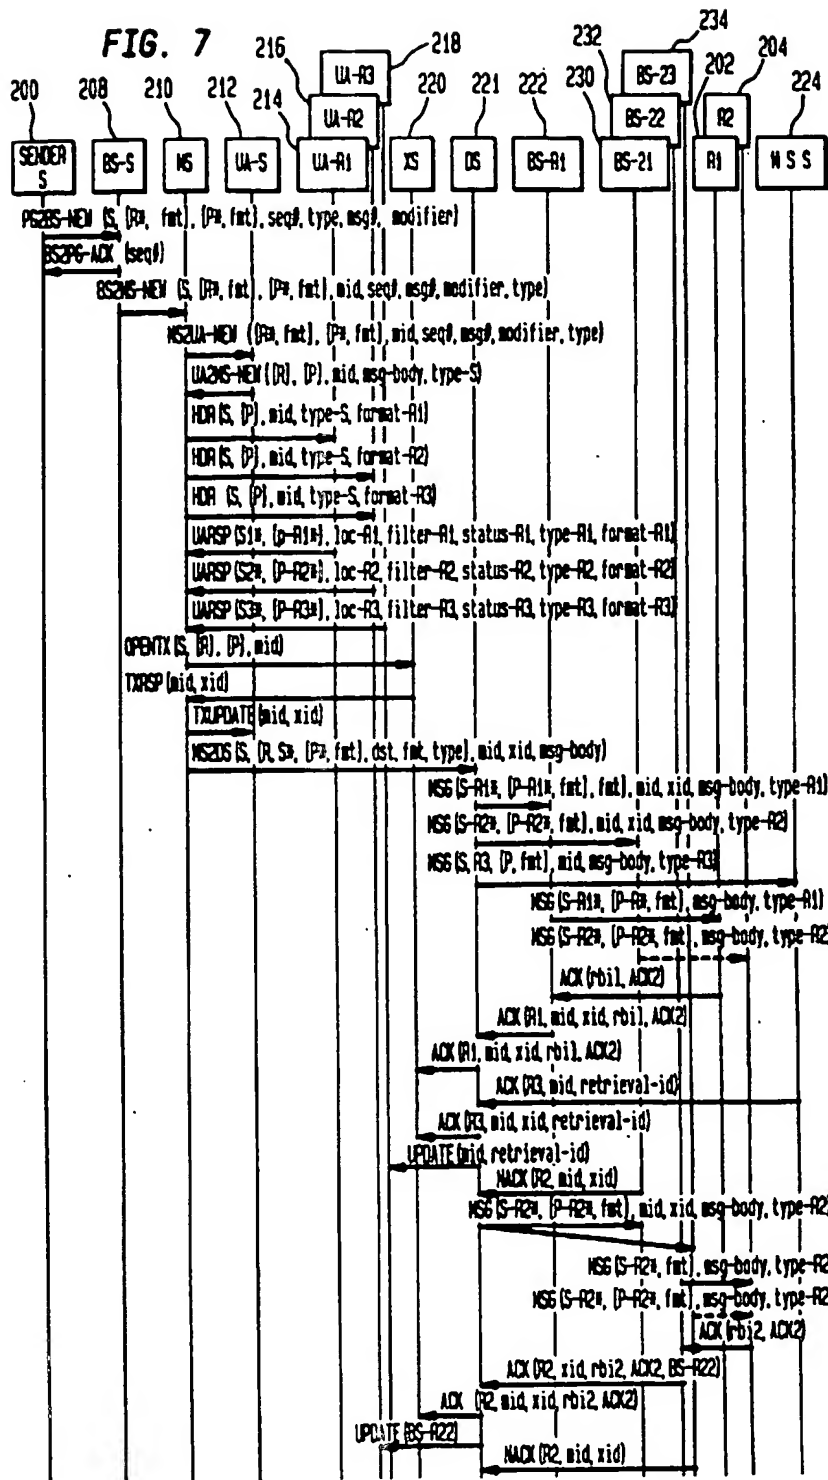 FIG. 7
216
218
232
234
UA-R3
BS-23
200
208
210
212
214
220
221
222
230
202
204
224
UA-R2
BS-22
R2
SENDER S
BS-S
MS
UA-S
UA-R1
XS
DS
BS-R1
BS-21
R1
M S S
PG2BS-NEW (S, [R*, fmt], [P*, fmt], seq#, type, msg#, modifier)
BS2PG-ACK (seq#)
BS2MS-NEW (S, [R*, fmt], [P*, fmt], mid, seq#, msg#, modifier, type)
MS2UA-NEW ([R*, fmt], [P*, fmt], mid, seq#, msg#, modifier, type)
UA2MS-NEW ([R], [P], mid, msg-body, type-S)
HDR (S, [P], mid, type-S, format-R1)
HDR (S, [P], mid, type-S, format-R2)
HDR (S, [P], mid, type-S, format-R3)
UARSP (S1*, [p-R1*], loc-R1, filter-R1, status-R1, type-R1, format-R1)
UARSP (S2*, [P-R2*], loc-R2, filter-R2, status-R2, type-R2, format-R2)
UARSP (S3*, [P-R3*], loc-R3, filter-R3, status-R3, type-R3, format-R3)
OPENTX (S, [R], [P], mid)
TXRSP (mid, xid)
TXUPDATE (mid, xid)
MS2DS (S, [R, S*, [P*, fmt], dst, fmt, type], mid, xid, msg-body)
MSG (S-R1*, [P-R1*, fmt], fmt], mid, xid, msg-body, type-R1)
MSG (S-R2*, [P-R2*, fmt], mid, xid, msg-body, type-R2)
MSG (S, R3, [P, fmt], mid, msg-body, type-R3)
MSG (S-R1*, [P-R*, fmt], msg-body, type-R1)
MSG (S-R2*, [P-R2*, fmt], msg-body, type-R2)
ACK (rbi1, ACK2)
ACK (R1, mid, xid, rbi1, ACK2)
ACK (R1, mid, xid, rbi1, ACK2)
ACK (R3, mid, retrieval-id)
ACK (R3, mid, xid, retrieval-id)
UPDATE (mid, retrieval-id)
NACK (R2, mid, xid)
MSG (S-R2*, [P-R2*, fmt], mid, xid, msg-body, type-R2)
MSG (S-R2*, fmt], msg-body, type-R2
MSG (S-R2*, [P-R2*, fmt], msg-body, type-R2
ACK (rbi2, ACK2)
ACK (R2, xid, rbi2, ACK2, BS-R22)
ACK (R2, mid, xid, rbi2, ACK2)
UPDATE (BS-R22)
NACK (R2, mid, xid)